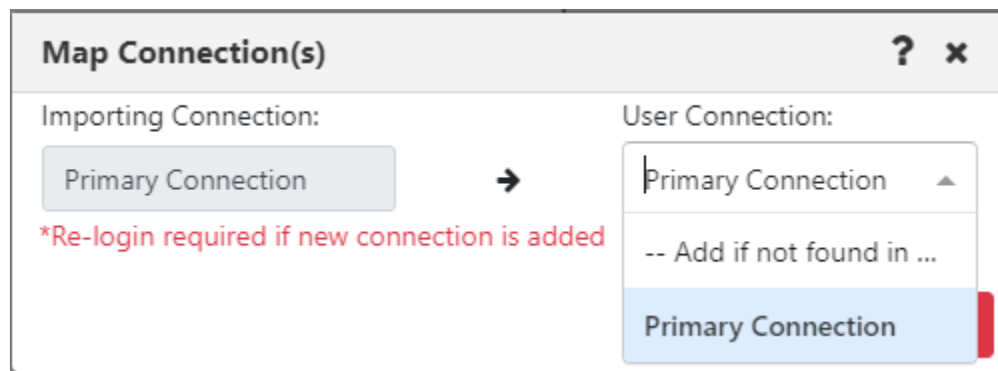 Map Connection(s) ? ×
Importing Connection: User Connection:
Primary Connection → Primary Connection
*Re-login required if new connection is added
-- Add if not found in ...
Primary Connection